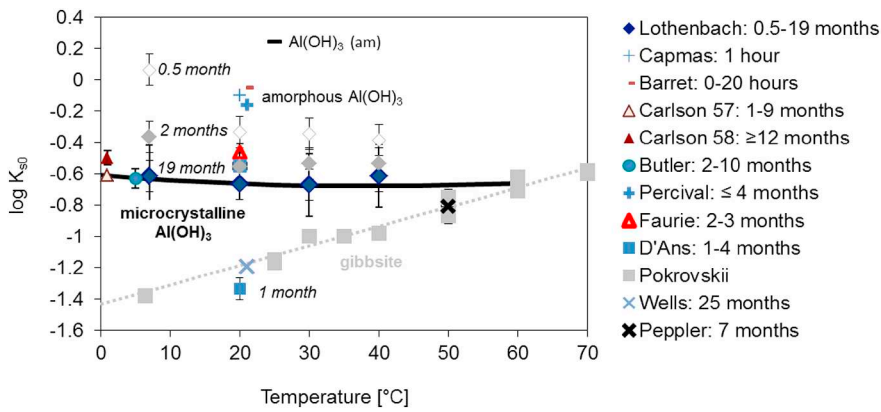 0.4
0.2
0
-0.2
-0.4
-0.6
-0.8
-1
-1.2
-1.4
-1.6
log Ks0
Al(OH)3 (am)
0.5 month
amorphous Al(OH)3
2 months
19 month
microcrystalline
Al(OH)3
gibbsite
1 month
0 10 20 30 40 50 60 70
Temperature [°C]
Lothenbach: 0.5-19 months
Capmas: 1 hour
Barret: 0-20 hours
Carlson 57: 1-9 months
Carlson 58: ≥12 months
Butler: 2-10 months
Percival: ≤ 4 months
Faurie: 2-3 months
D'Ans: 1-4 months
Pokrovskii
Wells: 25 months
Peppler: 7 months